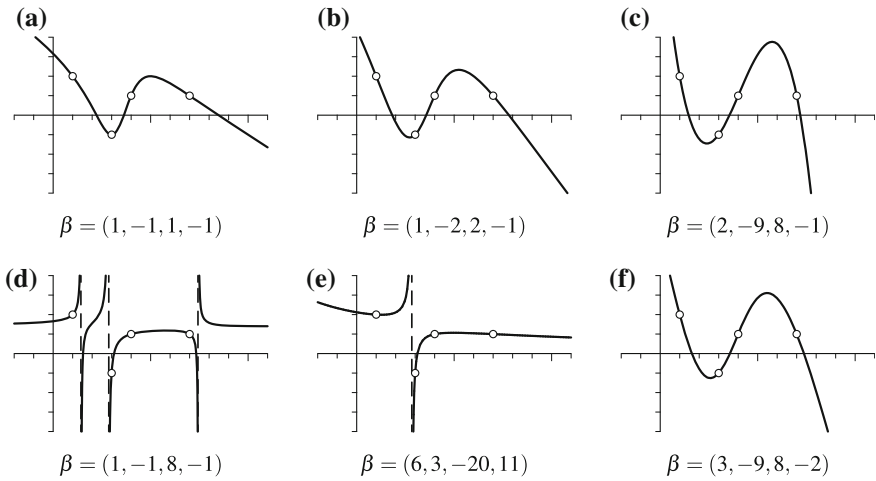 (a)
(b)
(c)
β = (1,−1,1,−1)
β = (1,−2,2,−1)
β = (2,−9,8,−1)
(d)
(e)
(f)
β = (1,−1,8,−1)
β = (6,3,−20,11)
β = (3,−9,8,−2)